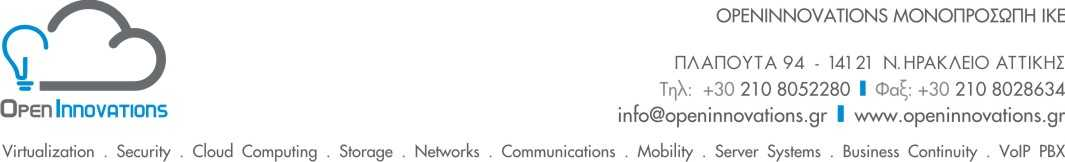 OPENINNOVATIONS ΜΟΝΟΠΡΟΣΩΠΗ ΙΚΕ
ΠΛΑΠΟΥΤΑ 94 - 141 21 Ν. ΗΡΑΚΛΕΙΟ ΑΤΤΙΚΗΣ
Τηλ: +30 210 8052280 | Φαξ: +30 210 8028634
info@openinnovations.gr | www.openinnovations.gr
OPEN INNOVATIONS
Virtualization . Security . Cloud Computing . Storage . Networks . Communications . Mobility . Server Systems . Business Continuity . VoIP PBX